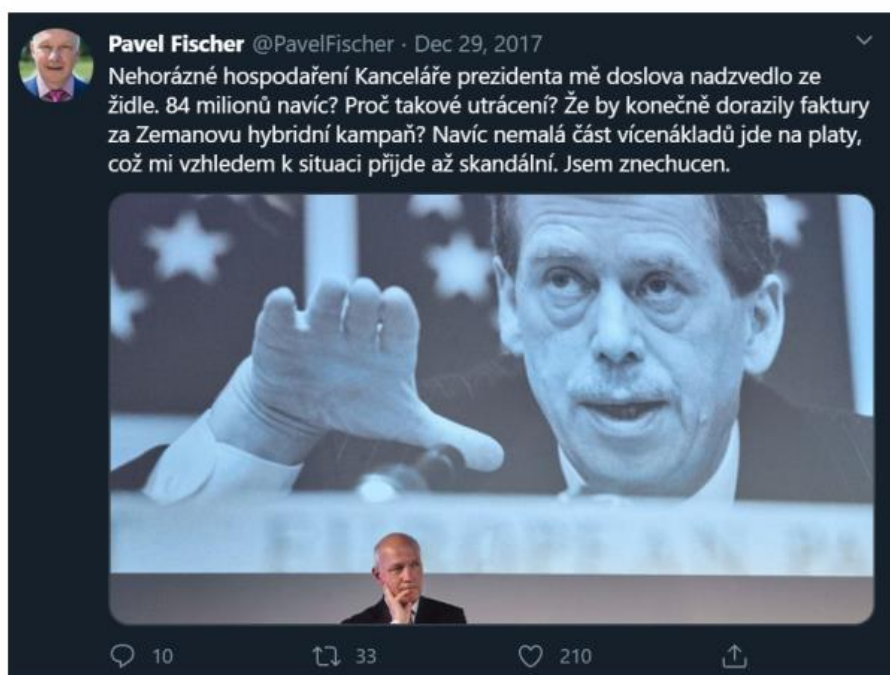 Pavel Fischer @PavelFischer · Dec 29, 2017
Nehorázné hospodaření Kanceláře prezidenta mě doslova nadzvedlo ze
židle. 84 milionů navíc? Proč takové utrácení? Že by konečně dorazily faktury
za Zemanovu hybridní kampaň? Navíc nemalá část vícenákladů jde na platy,
což mi vzhledem k situaci přijde až skandální. Jsem znechucen.
EUROPEAN PA
10 33 210